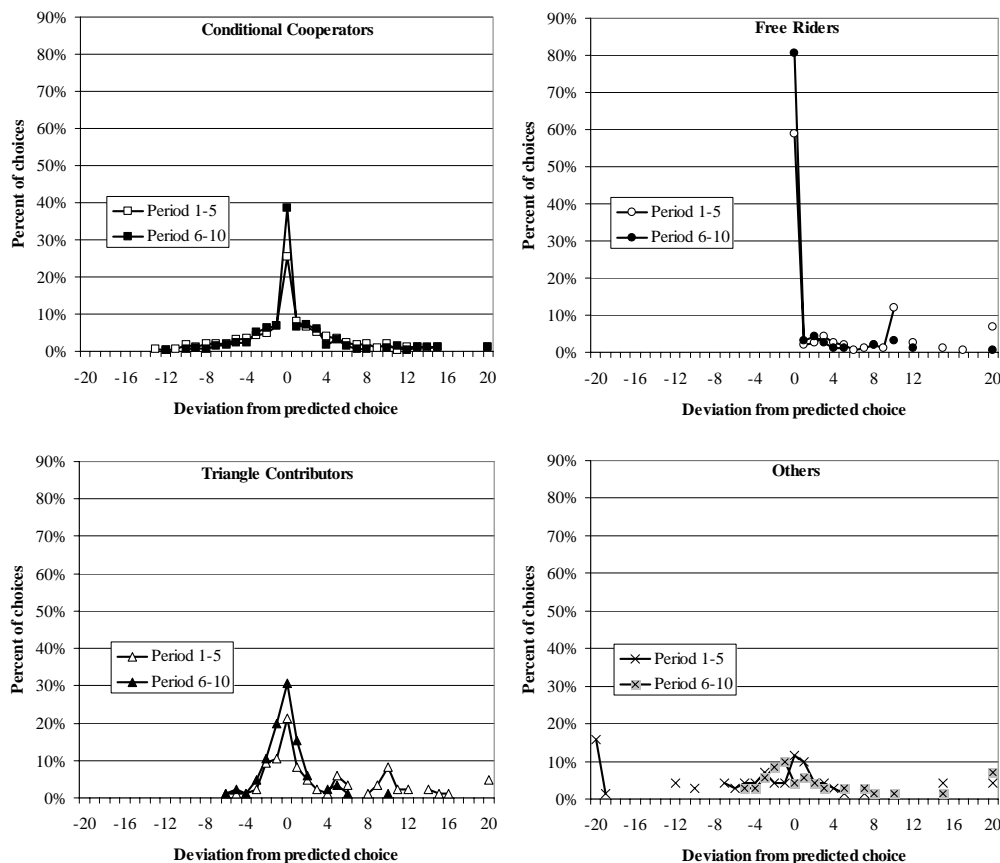 Conditional Cooperators
Percent of choices
90%
80%
70%
60%
50%
40%
30%
20%
10%
0%
Period 1-5
Period 6-10
-20 -16 -12 -8 -4 0 4 8 12 16 20
Deviation from predicted choice
Free Riders
Percent of choices
90%
80%
70%
60%
50%
40%
30%
20%
10%
0%
Period 1-5
Period 6-10
-20 -16 -12 -8 -4 0 4 8 12 16 20
Deviation from predicted choice
Triangle Contributors
Percent of choices
90%
80%
70%
60%
50%
40%
30%
20%
10%
0%
Period 1-5
Period 6-10
-20 -16 -12 -8 -4 0 4 8 12 16 20
Deviation from predicted choice
Others
Percent of choices
90%
80%
70%
60%
50%
40%
30%
20%
10%
0%
Period 1-5
Period 6-10
-20 -16 -12 -8 -4 0 4 8 12 16 20
Deviation from predicted choice